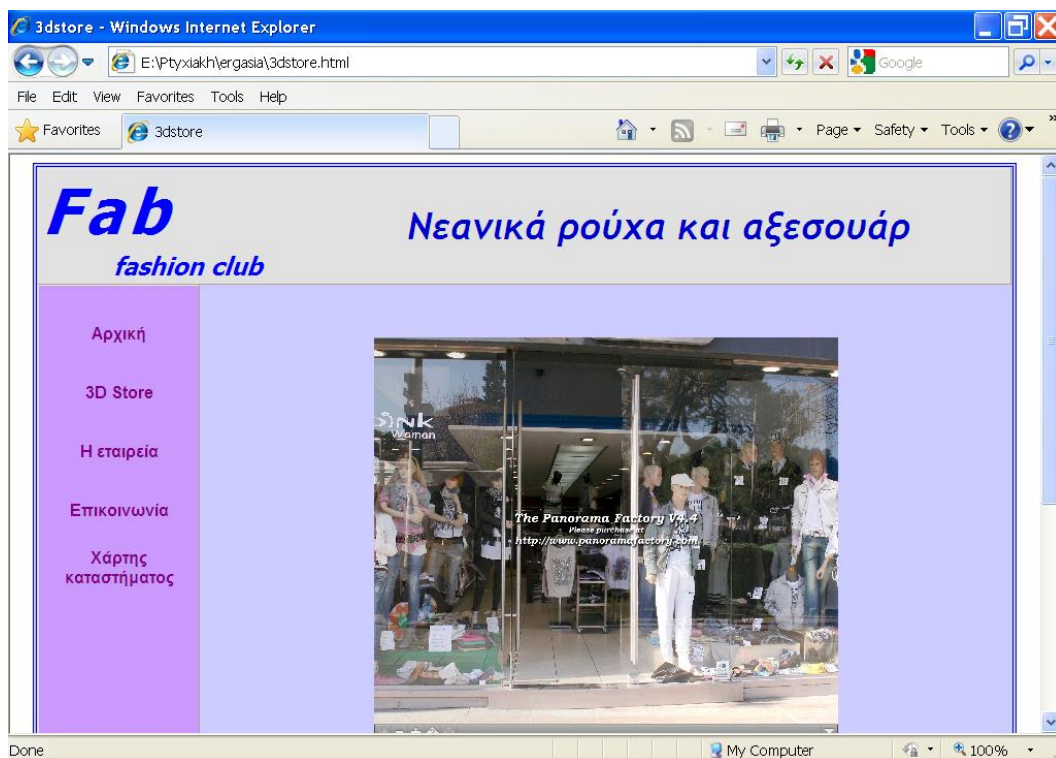 3dstore - Windows Internet Explorer
E:\Ptyxiakh\ergasia\3dstore.html
Google
File Edit View Favorites Tools Help
Favorites
3dstore
Page Safety Tools
»
Fab
fashion club
Νεανικά ρούχα και αξεσουάρ
Αρχική
3D Store
Η εταιρεία
Επικοινωνία
Χάρτης
καταστήματος
Woman
The Panorama Factory V4.4
Please purchase at
http://www.panoramafactory.com
Done
My Computer
100%